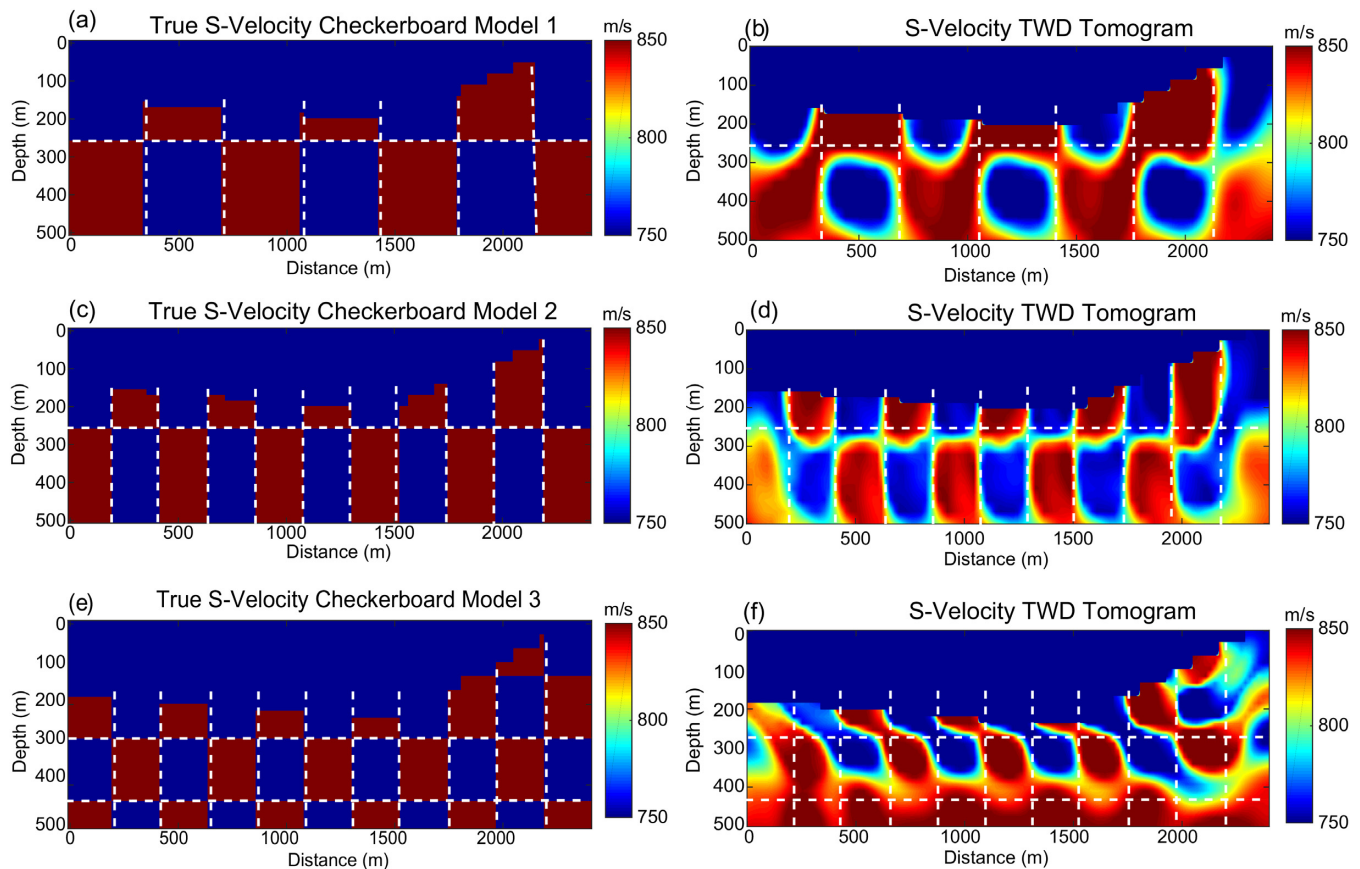 (a) True S-Velocity Checkerboard Model 1 m/s
0
100
200
300
400
500
Depth (m)
0 500 1000 1500 2000
Distance (m)
850
800
750
(b) S-Velocity TWD Tomogram m/s
0
100
200
300
400
500
Depth (m)
0 500 1000 1500 2000
Distance (m)
850
800
750
(c) True S-Velocity Checkerboard Model 2 m/s
0
100
200
300
400
500
Depth (m)
0 500 1000 1500 2000
Distance (m)
850
800
750
(d) S-Velocity TWD Tomogram m/s
0
100
200
300
400
500
Depth (m)
0 500 1000 1500 2000
Distance (m)
850
800
750
(e) True S-Velocity Checkerboard Model 3 m/s
0
100
200
300
400
500
Depth (m)
0 500 1000 1500 2000
Distance (m)
850
800
750
(f) S-Velocity TWD Tomogram m/s
0
100
200
300
400
500
Depth (m)
0 500 1000 1500 2000
Distance (m)
850
800
750